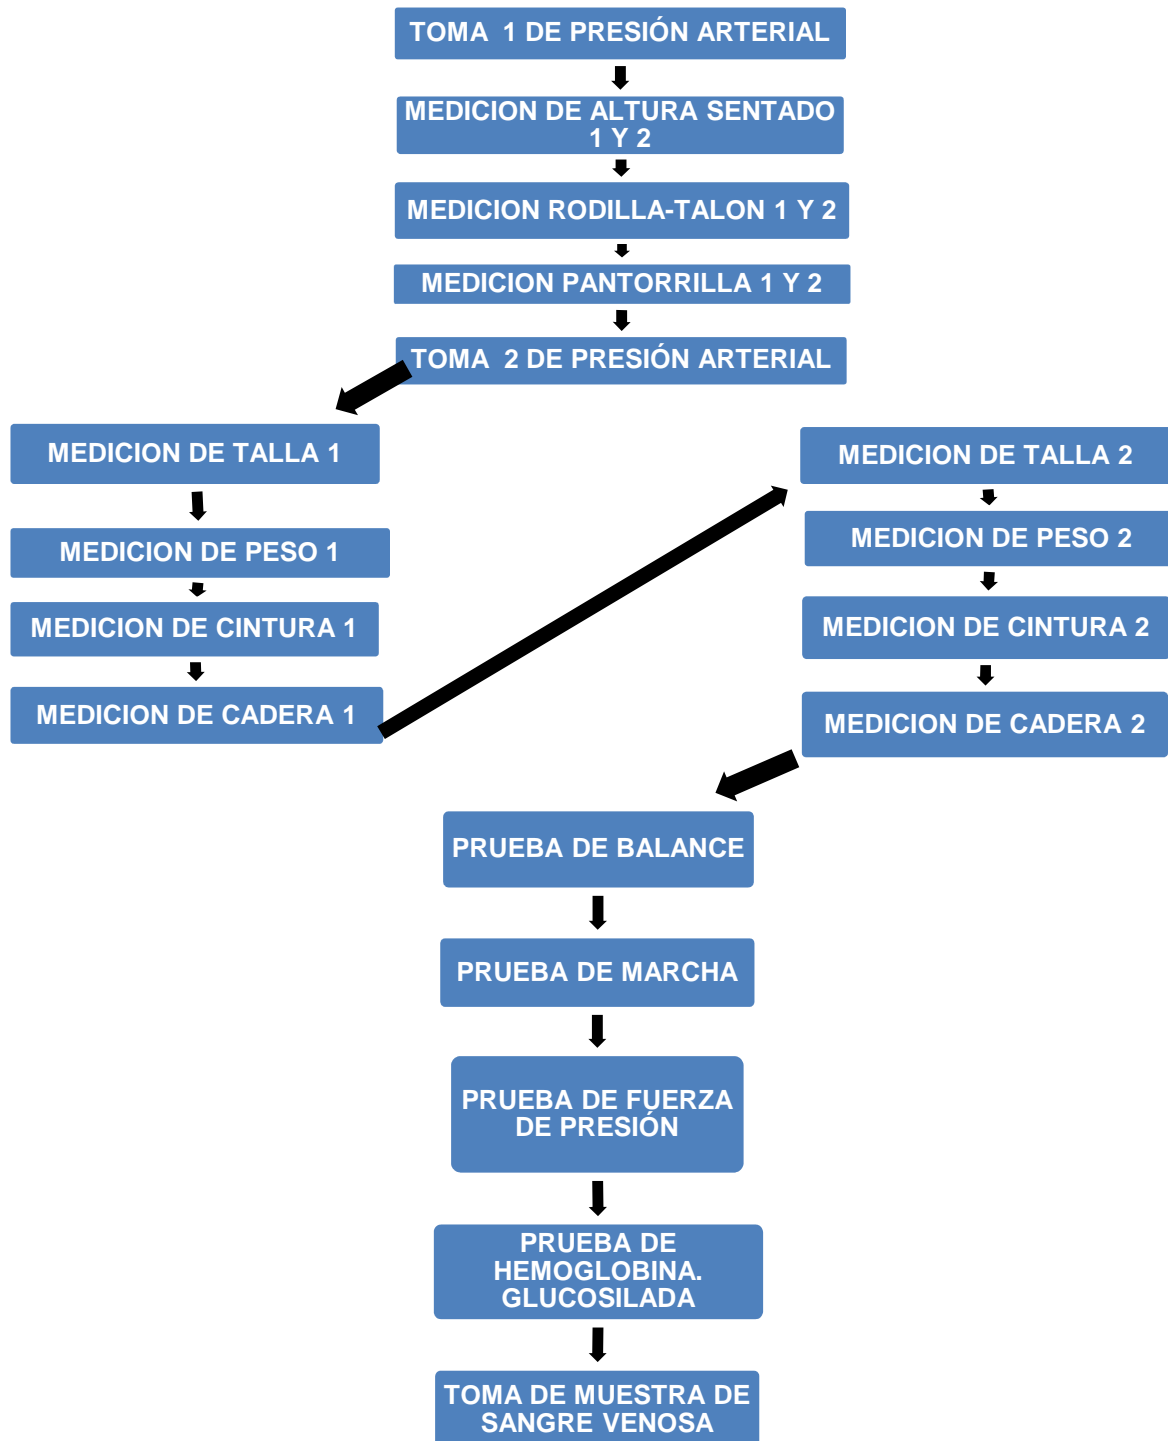 TOMA 1 DE PRESIÓN ARTERIAL
MEDICION DE ALTURA SENTADO
1 Y 2
MEDICION RODILLA-TALON 1 Y 2
MEDICION PANTORRILLA 1 Y 2
TOMA 2 DE PRESIÓN ARTERIAL
MEDICION DE TALLA 1
MEDICION DE PESO 1
MEDICION DE CINTURA 1
MEDICION DE CADERA 1
MEDICION DE TALLA 2
MEDICION DE PESO 2
MEDICION DE CINTURA 2
MEDICION DE CADERA 2
PRUEBA DE BALANCE
PRUEBA DE MARCHA
PRUEBA DE FUERZA
DE PRESIÓN
PRUEBA DE
HEMOGLOBINA.
GLUCOSILADA
TOMA DE MUESTRA DE
SANGRE VENOSA